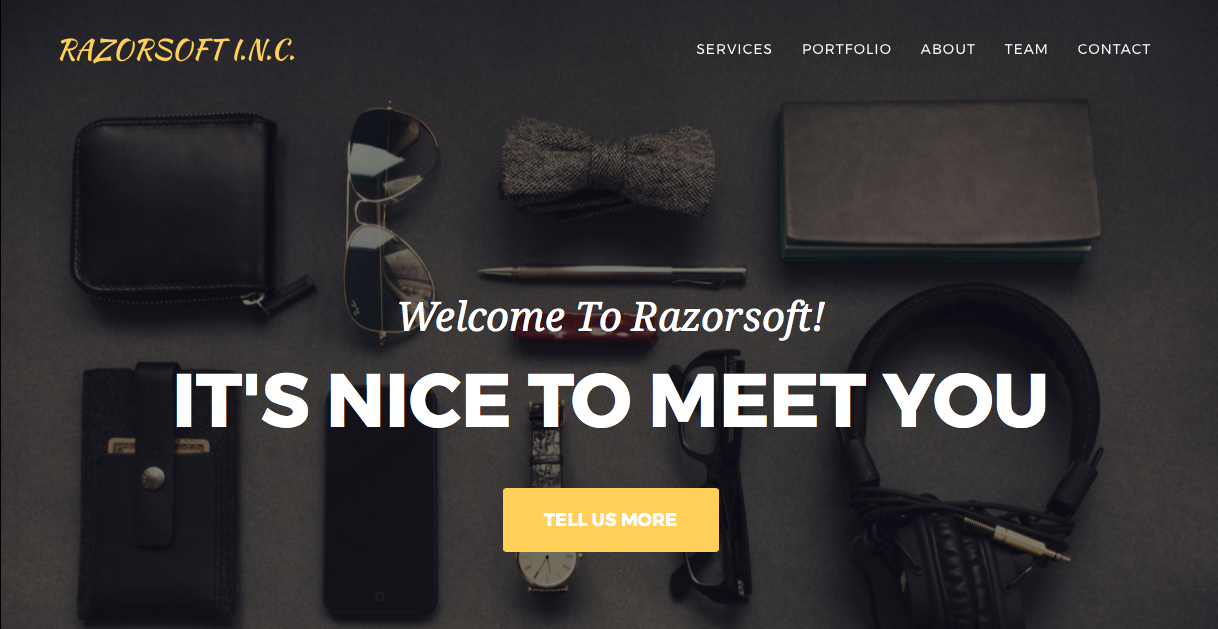 RAZORSOFT I.N.C.
SERVICES PORTFOLIO ABOUT TEAM CONTACT
Welcome To Razorsoft!
IT'S NICE TO MEET YOU
TELL US MORE